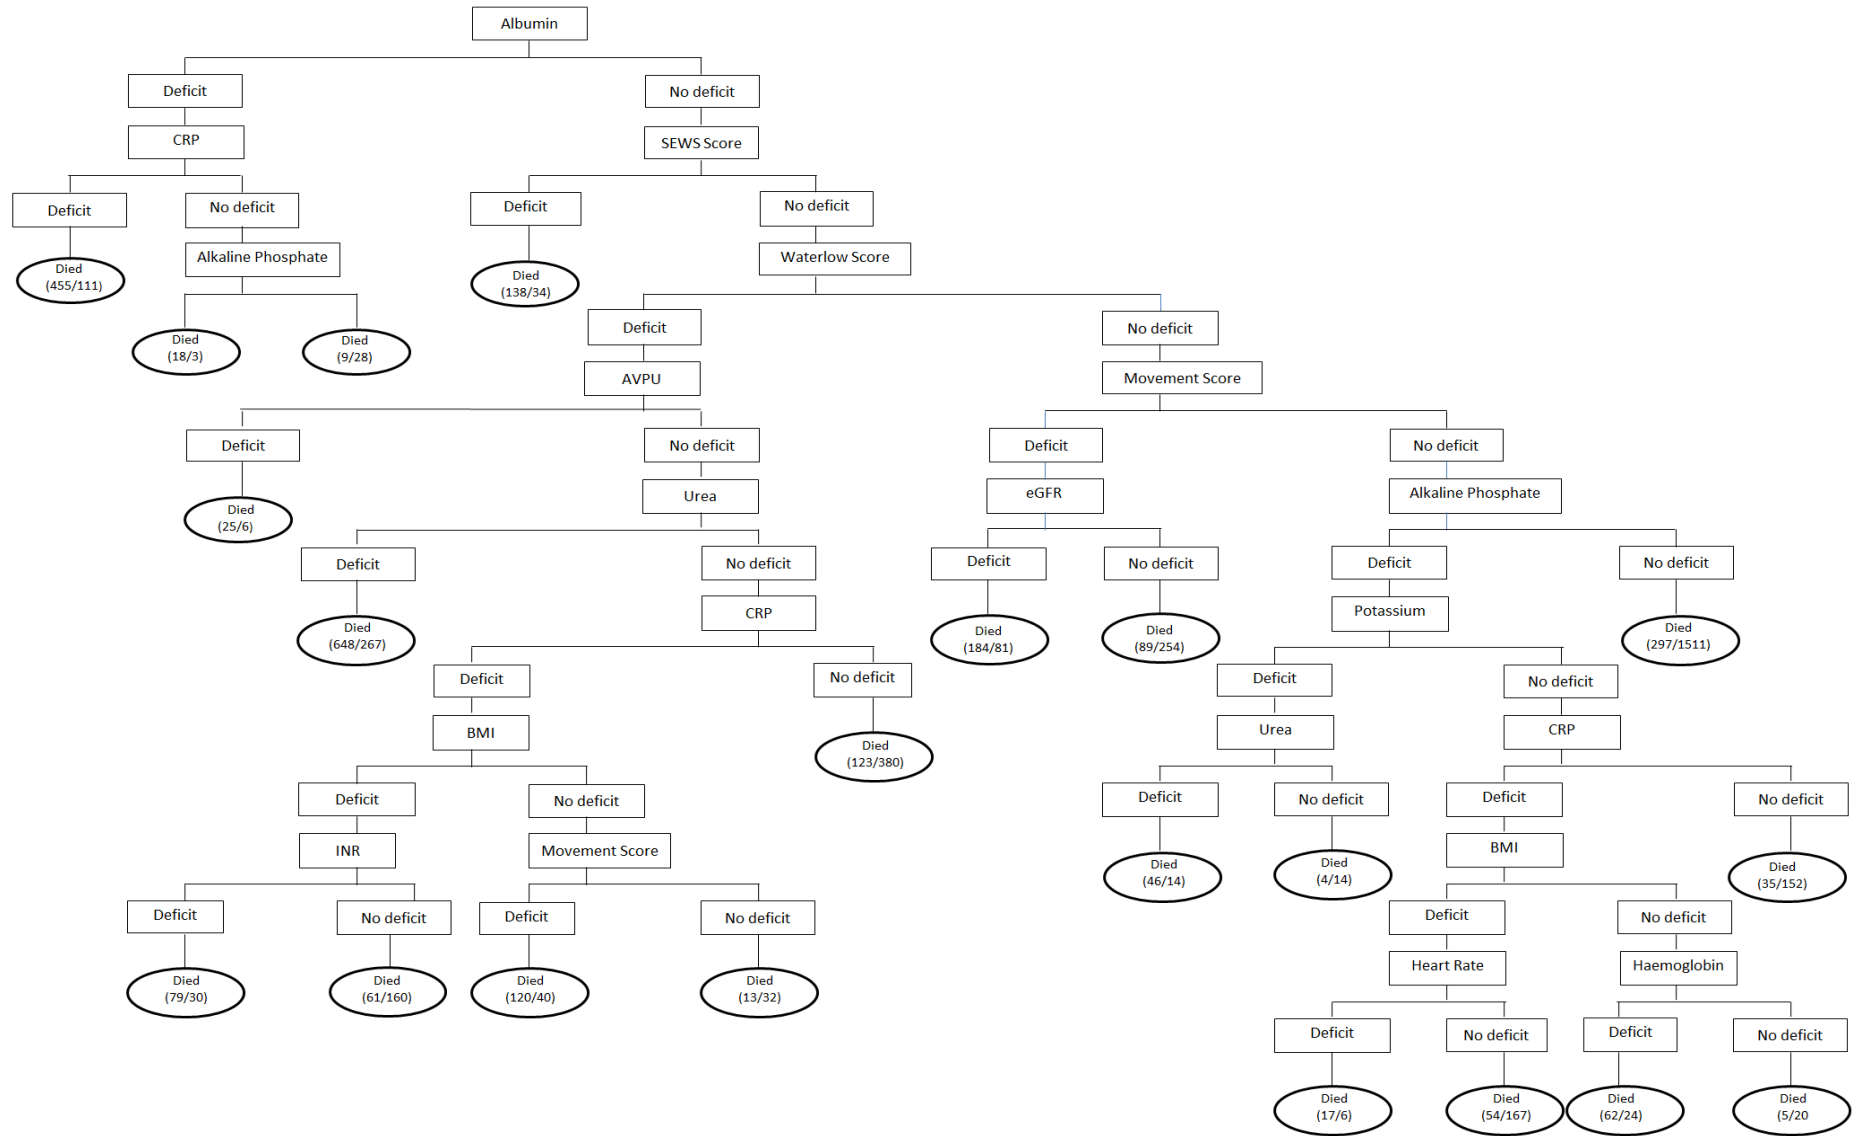 Albumin
Deficit
No deficit
CRP
SEWS Score
Deficit
No deficit
Deficit
No deficit
Alkaline Phosphate
Waterlow Score
Died
(455/111)
Died
(138/34)
Deficit
No deficit
Died
(18/3)
Died
(9/28)
AVPU
Movement Score
Deficit
No deficit
Deficit
No deficit
Urea
eGFR
Alkaline Phosphate
Died
(25/6)
Deficit
No deficit
Deficit
No deficit
Deficit
No deficit
CRP
Potassium
Died
(648/267)
Died
(184/81)
Died
(89/254)
Died
(297/1511)
Deficit
No deficit
Deficit
No deficit
BMI
Urea
CRP
Died
(123/380)
Deficit
No deficit
Deficit
No deficit
Deficit
No deficit
INR
Movement Score
BMI
Died
(46/14)
Died
(4/14)
Died
(35/152)
Deficit
No deficit
Deficit
No deficit
Deficit
No deficit
Heart Rate
Haemoglobin
Died
(79/30)
Died
(61/160)
Died
(120/40)
Died
(13/32)
Deficit
No deficit
Deficit
No deficit
Died
(17/6)
Died
(54/167)
Died
(62/24)
Died
(5/20